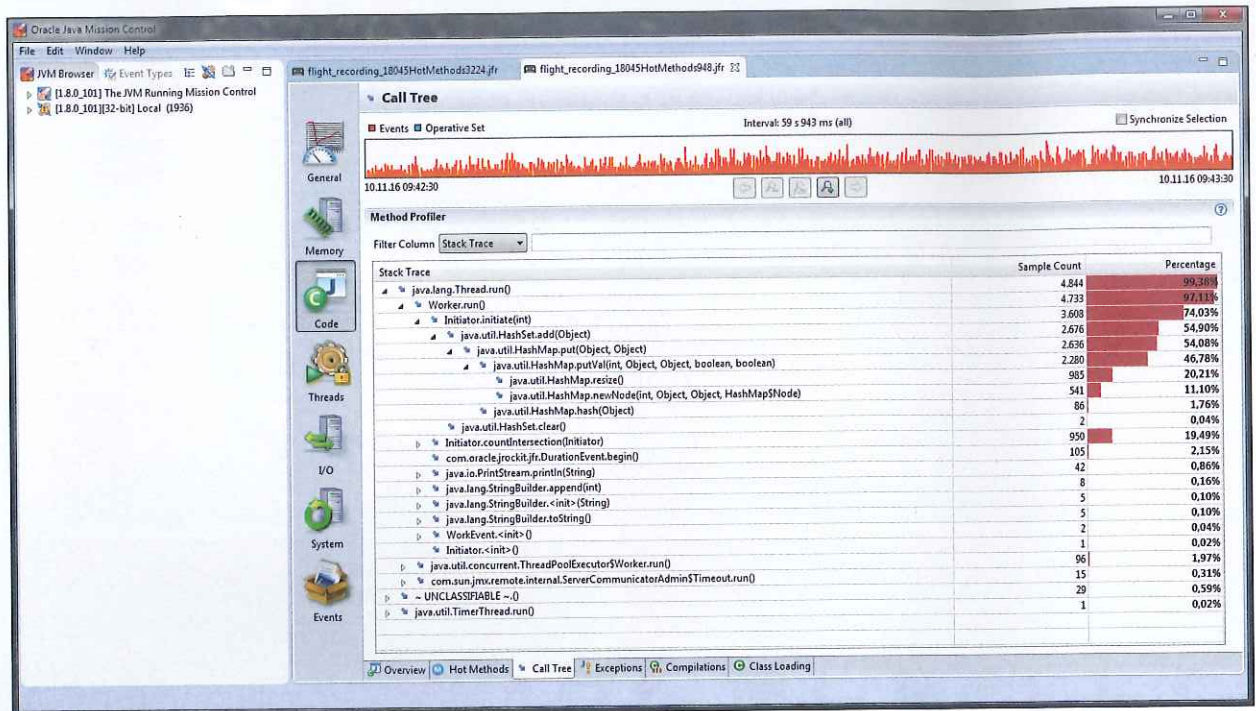 Oracle Java Mission Control
File Edit Window Help
JVM Browser Event Types
[1.8.0_101] The JVM Running Mission Control
[1.8.0_101][32-bit] Local (1936)
flight_recording_18045HotMethods3224.jfr flight_recording_18045HotMethods948.jfr
General
Memory
Code
Threads
I/O
System
Events
Call Tree
Events Operative Set Interval: 59 s 943 ms (all) Synchronize Selection
10.11.16 09:42:30 10.11.16 09:43:30
Method Profiler
Filter Column Stack Trace
Stack Trace Sample Count Percentage
java.lang.Thread.run() 4.844 99,38%
Worker.run() 4.733 97,11%
Initiator.initiate(int) 3.608 74,03%
java.util.HashSet.add(Object) 2.676 54,90%
java.util.HashMap.put(Object, Object) 2.636 54,08%
java.util.HashMap.putVal(int, Object, Object, boolean, boolean) 2.280 46,78%
java.util.HashMap.resize() 985 20,21%
java.util.HashMap.newNode(int, Object, Object, HashMap$Node) 541 11,10%
java.util.HashMap.hash(Object) 86 1,76%
java.util.HashSet.clear() 2 0,04%
Initiator.countIntersection(Initiator) 950 19,49%
com.oracle.jrockit.jfr.DurationEvent.begin() 105 2,15%
java.io.PrintStream.println(String) 42 0,86%
java.lang.StringBuilder.append(int) 8 0,16%
java.lang.StringBuilder.<init>(String) 5 0,10%
java.lang.StringBuilder.toString() 5 0,10%
WorkEvent.<init>() 2 0,04%
Initiator.<init>() 1 0,02%
java.util.concurrent.ThreadPoolExecutor$Worker.run() 96 1,97%
com.sun.jmx.remote.internal.ServerCommunicatorAdmin$Timeout.run() 15 0,31%
~ UNCLASSIFIABLE ~.() 29 0,59%
java.util.TimerThread.run() 1 0,02%
Overview Hot Methods Call Tree Exceptions Compilations Class Loading